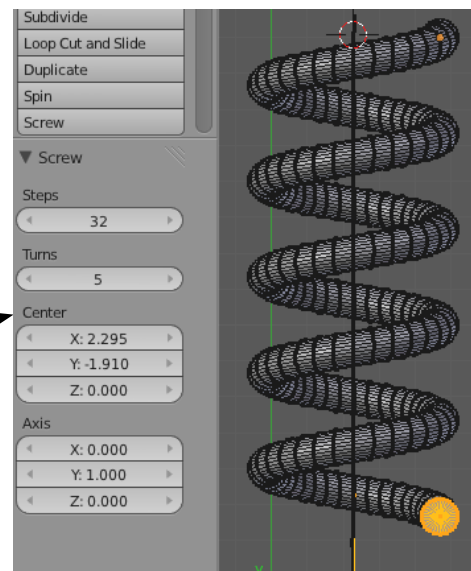 Subdivide
Loop Cut and Slide
Duplicate
Spin
Screw
Screw
Steps
32
Turns
5
Center
X: 2.295
Y: -1.910
Z: 0.000
Axis
X: 0.000
Y: 1.000
Z: 0.000
Y